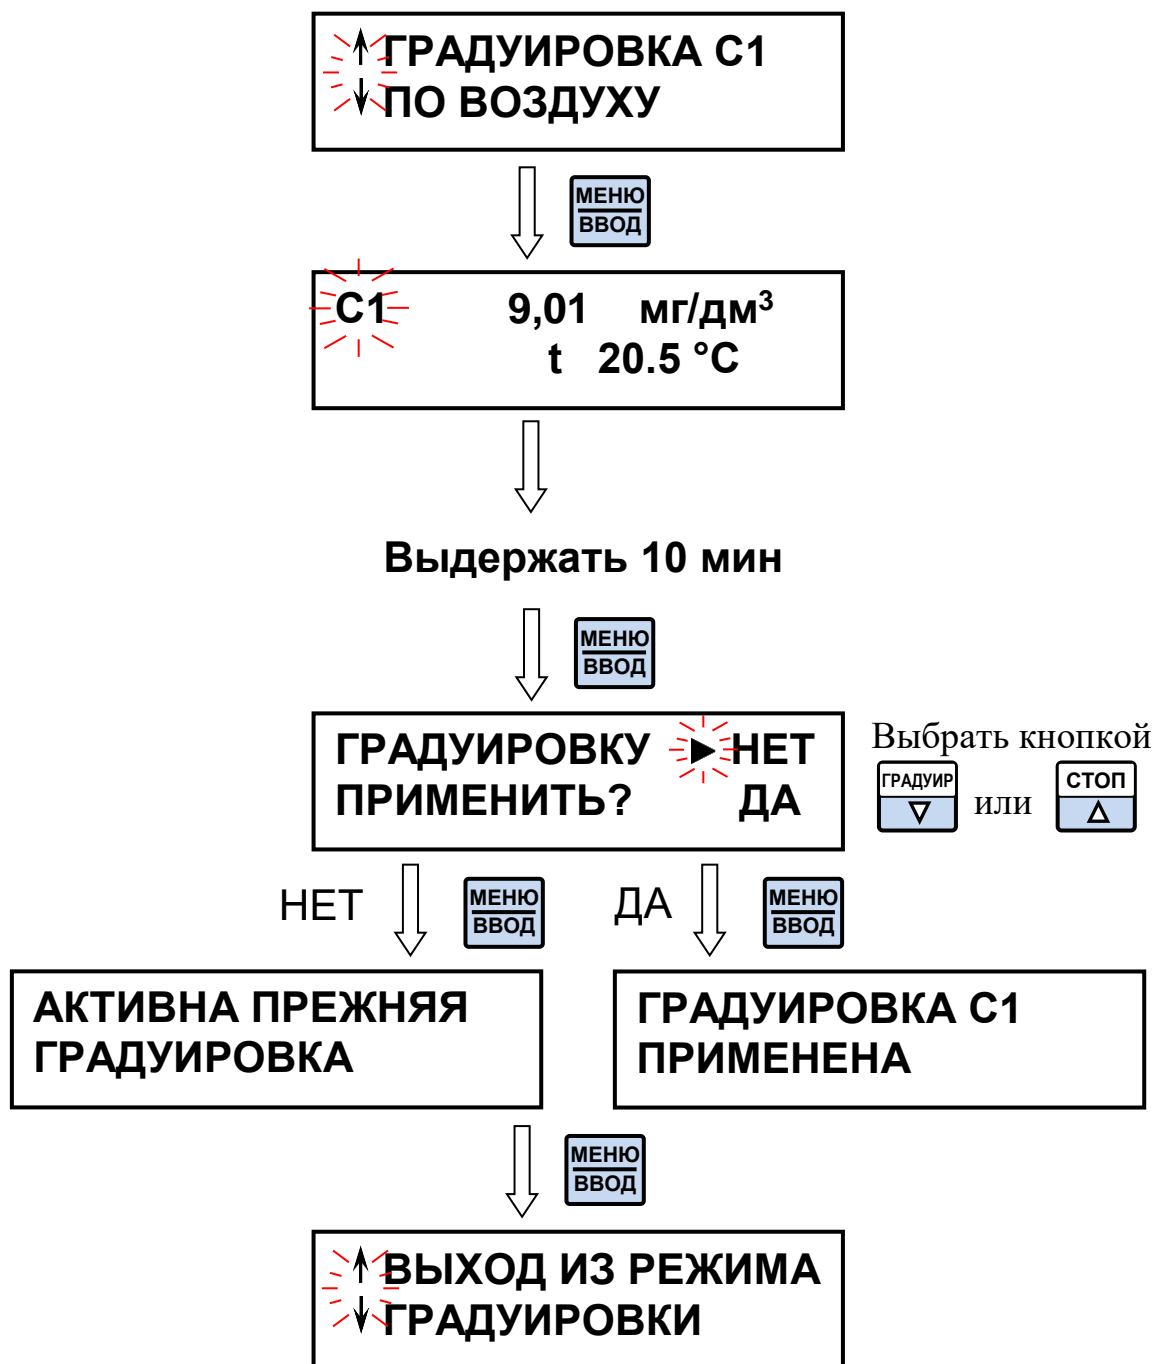 ГРАДУИРОВКА С1
ПО ВОЗДУХУ
МЕНЮ
ВВОД
С1 9,01 мг/дм³
t 20.5 °С
Выдержать 10 мин
МЕНЮ
ВВОД
ГРАДУИРОВКУ ▶ НЕТ
ПРИМЕНИТЬ? ДА
Выбрать кнопкой
ГРАДУИР или СТОП
НЕТ
МЕНЮ
ВВОД
ДА
МЕНЮ
ВВОД
АКТИВНА ПРЕЖНЯЯ
ГРАДУИРОВКА
ГРАДУИРОВКА С1
ПРИМЕНЕНА
МЕНЮ
ВВОД
ВЫХОД ИЗ РЕЖИМА
ГРАДУИРОВКИ